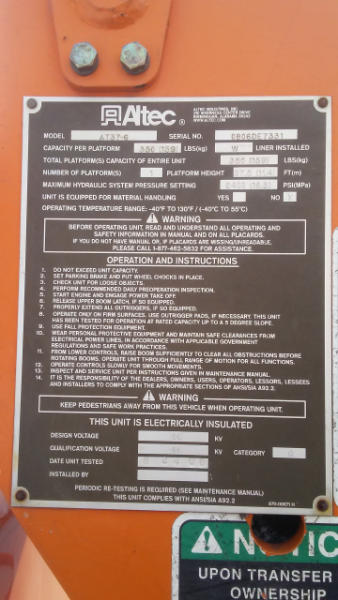 Altec
ALTEC INDUSTRIES, INC.
MODEL AT37-G SERIAL NO. 0806DE7331
CAPACITY PER PLATFORM 350 (159) LBS(kg) W LINER INSTALLED
TOTAL PLATFORM(S) CAPACITY OF ENTIRE UNIT 350 (159) LBS(kg)
NUMBER OF PLATFORM(S) 1 PLATFORM HEIGHT FT(m)
MAXIMUM HYDRAULIC SYSTEM PRESSURE SETTING PSI(MPa)
UNIT IS EQUIPPED FOR MATERIAL HANDLING YES NO
OPERATING TEMPERATURE RANGE: -40°F TO 130°F/(-40°C TO 55°C)
WARNING
BEFORE OPERATING UNIT, READ AND UNDERSTAND ALL OPERATING AND
SAFETY INFORMATION IN MANUAL AND ON ALL PLACARDS.
IF YOU DO NOT HAVE MANUAL OR, IF PLACARDS ARE MISSING/UNREADABLE,
PLEASE CALL 1-877-462-5832 FOR ASSISTANCE.
OPERATION AND INSTRUCTIONS
1. DO NOT EXCEED UNIT CAPACITY.
2. SET PARKING BRAKE AND PUT WHEEL CHOCKS IN PLACE.
3. CHECK UNIT FOR LOOSE OBJECTS.
4. PERFORM RECOMMENDED DAILY PREOPERATION INSPECTION.
5. START ENGINE AND ENGAGE POWER TAKE OFF.
6. RELEASE UPPER BOOM LATCH, IF SO EQUIPPED.
7. PROPERLY EXTEND ALL OUTRIGGERS, IF SO EQUIPPED.
8. OPERATE ONLY ON FIRM SURFACES. USE OUTRIGGER PADS, IF NECESSARY. THIS UNIT
HAS BEEN TESTED FOR OPERATION AT RATED CAPACITY UP TO A 5 DEGREE SLOPE.
9. USE FALL PROTECTION EQUIPMENT.
10. WEAR PERSONAL PROTECTIVE EQUIPMENT AND MAINTAIN SAFE CLEARANCES FROM
ELECTRICAL POWER LINES, IN ACCORDANCE WITH APPLICABLE GOVERNMENT
REGULATIONS AND SAFE WORK PRACTICES.
11. FROM LOWER CONTROLS, RAISE BOOM SUFFICIENTLY TO CLEAR ALL OBSTRUCTIONS BEFORE
ROTATING BOOMS. OPERATE UNIT THROUGH FULL RANGE OF MOTION FOR ALL FUNCTIONS.
12. OPERATE CONTROLS SLOWLY FOR SMOOTH MOVEMENTS.
13. INSPECT AND SERVICE UNIT PER INSTRUCTIONS GIVEN IN MAINTENANCE MANUAL.
14. IT IS THE RESPONSIBILITY OF THE DEALERS, OWNERS, USERS, OPERATORS, LESSORS, LESSEES
AND INSTALLERS TO COMPLY WITH THE APPROPRIATE SECTIONS OF ANSI/SIA A92.2.
WARNING
KEEP PEDESTRIANS AWAY FROM THIS VEHICLE WHEN OPERATING UNIT.
THIS UNIT IS ELECTRICALLY INSULATED
DESIGN VOLTAGE KV
QUALIFICATION VOLTAGE KV CATEGORY
DATE UNIT TESTED
INSTALLED BY
PERIODIC RE-TESTING IS REQUIRED (SEE MAINTENANCE MANUAL)
THIS UNIT COMPLIES WITH ANSI/SIA A92.2
NOTIC
UPON TRANSFER
OWNERSHIP